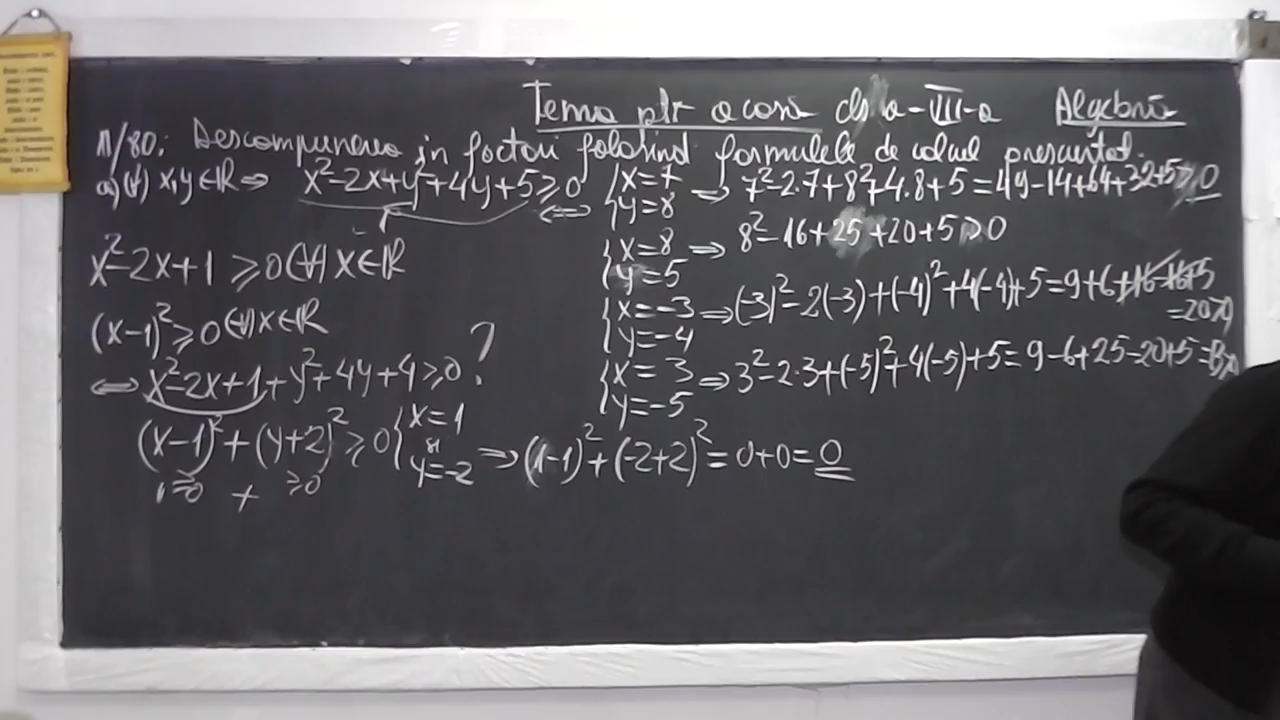 Tema ptr acasă cls a-VIII-a Algebră
11/80: Descompunerea în factori folosind formulele de calcul prescurtat.
a) (∀) x,y∈ℝ ⇒ x²-2x+y²+4y+5≥0 ⇔
{x=7 y=8 ⇒ 7²-2·7+8²+4·8+5=49-14+64+32+5≥0
{x=8 y=5 ⇒ 8²-16+25+20+5≥0
x²-2x+1≥0 (∀) x∈ℝ
{x=-3 y=-4 ⇒ (-3)²-2(-3)+(-4)²+4(-4)+5=9+6+16-16+5
=20≥0
(x-1)²≥0 (∀) x∈ℝ
{x=3 y=-5 ⇒ 3²-2·3+(-5)²+4(-5)+5=9-6+25-20+5=13≥0
⇔ x²-2x+1+y²+4y+4≥0?
(x-1)²+(y+2)²≥0 {x=1 și y=-2 ⇒ (1-1)²+(-2+2)²=0+0=0
≥0 + ≥0